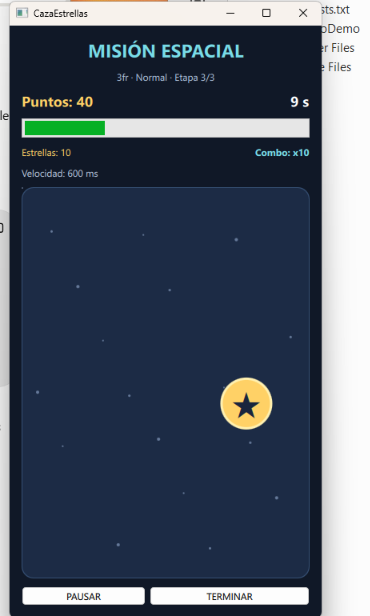 CazaEstrellas
sts.txt
oDemo
er Files
e Files
MISIÓN ESPACIAL
3fr · Normal · Etapa 3/3
Puntos: 40
9 s
Estrellas: 10
Combo: x10
Velocidad: 600 ms
PAUSAR
TERMINAR